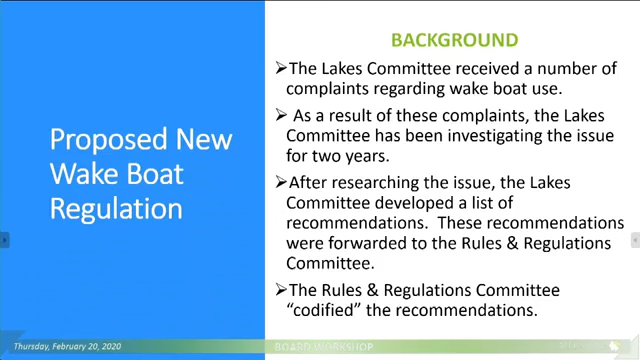 Proposed New
Wake Boat
Regulation
BACKGROUND
➢The Lakes Committee received a number of
complaints regarding wake boat use.
➢ As a result of these complaints, the Lakes
Committee has been investigating the issue
for two years.
➢After researching the issue, the Lakes
Committee developed a list of
recommendations. These recommendations
were forwarded to the Rules & Regulations
Committee.
➢The Rules & Regulations Committee
“codified” the recommendations.
Thursday, February 20, 2020
BOARD WORKSHOP